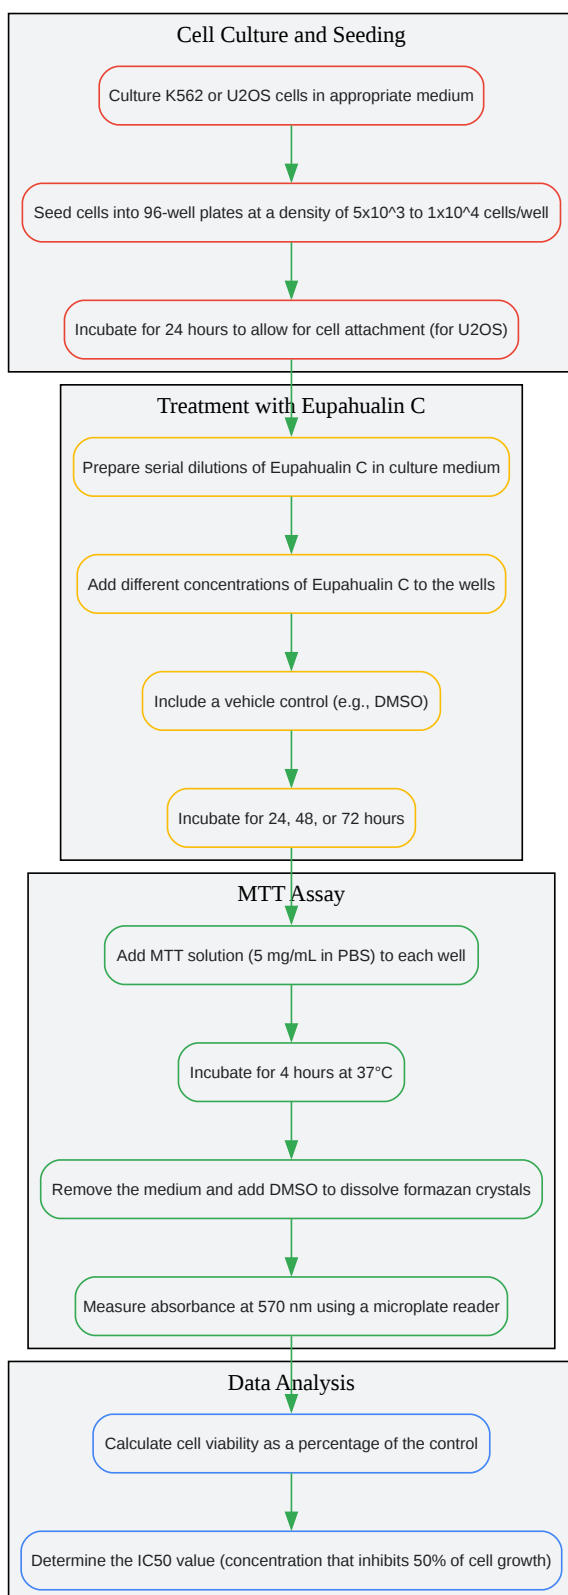 Cell Culture and Seeding
Culture K562 or U2OS cells in appropriate medium
Seed cells into 96-well plates at a density of 5x10^3 to 1x10^4 cells/well
Incubate for 24 hours to allow for cell attachment (for U2OS)
Treatment with Eupahualin C
Prepare serial dilutions of Eupahualin C in culture medium
Add different concentrations of Eupahualin C to the wells
Include a vehicle control (e.g., DMSO)
Incubate for 24, 48, or 72 hours
MTT Assay
Add MTT solution (5 mg/mL in PBS) to each well
Incubate for 4 hours at 37°C
Remove the medium and add DMSO to dissolve formazan crystals
Measure absorbance at 570 nm using a microplate reader
Data Analysis
Calculate cell viability as a percentage of the control
Determine the IC50 value (concentration that inhibits 50% of cell growth)